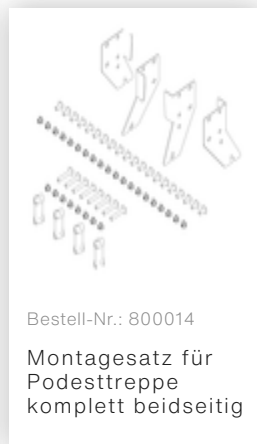 Bestell-Nr.: 800014
Montagesatz für
Podesttreppe
komplett beidseitig